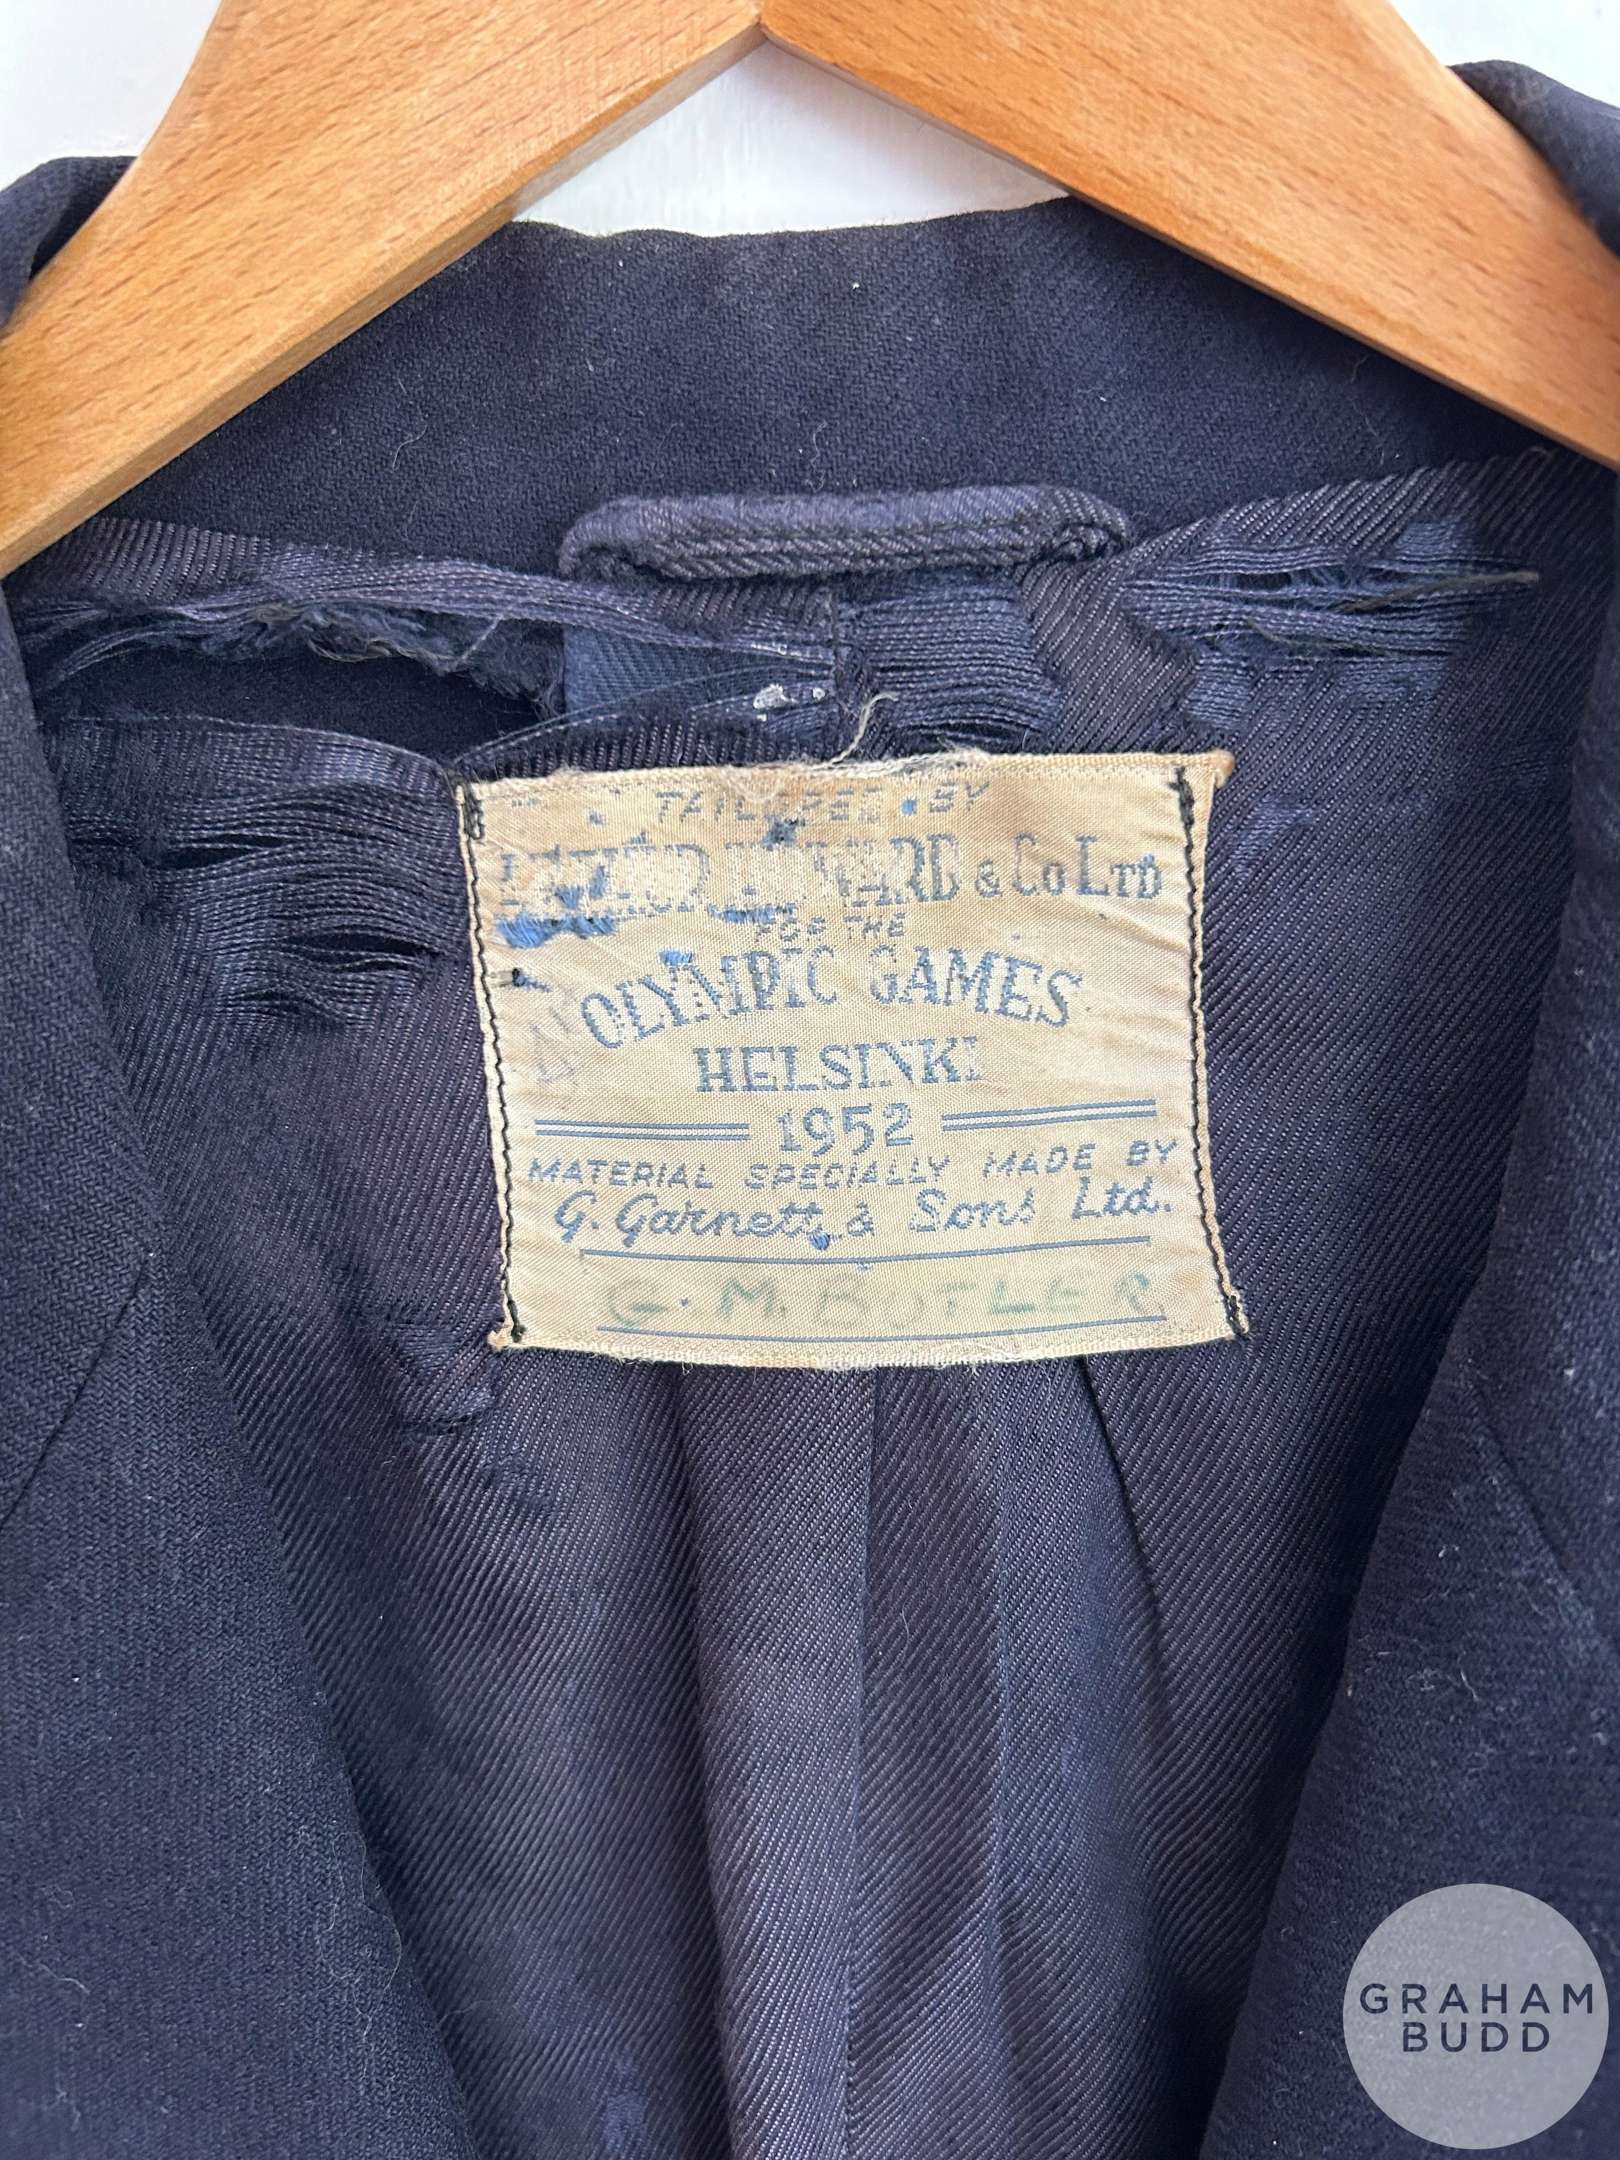 TAILORED BY
HOWARD & Co LTD
FOR THE
OLYMPIC GAMES
HELSINKI
1952
MATERIAL SPECIALLY MADE BY
G. Garnett & Sons Ltd.
G. M. BUTLER
GRAHAM
BUDD